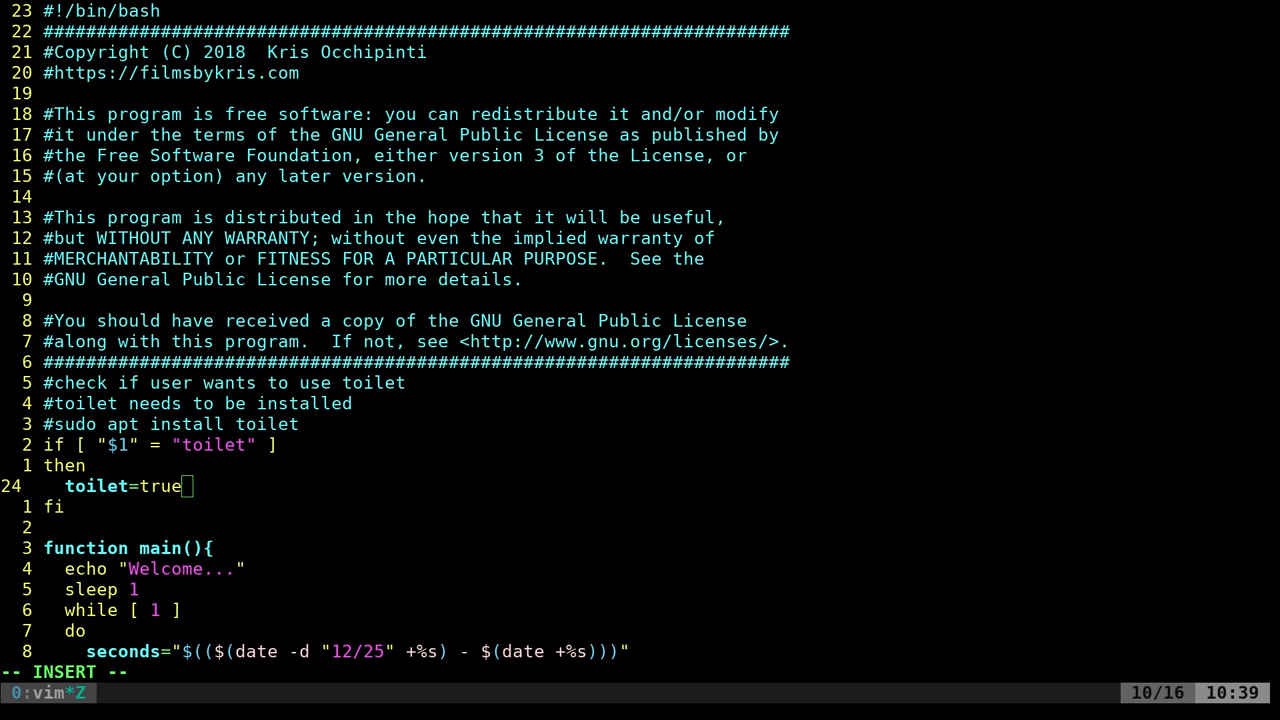 23 #!/bin/bash
22 ######################################################################
21 #Copyright (C) 2018  Kris Occhipinti
20 #https://filmsbykris.com
19
18 #This program is free software: you can redistribute it and/or modify
17 #it under the terms of the GNU General Public License as published by
16 #the Free Software Foundation, either version 3 of the License, or
15 #(at your option) any later version.
14
13 #This program is distributed in the hope that it will be useful,
12 #but WITHOUT ANY WARRANTY; without even the implied warranty of
11 #MERCHANTABILITY or FITNESS FOR A PARTICULAR PURPOSE.  See the
10 #GNU General Public License for more details.
9
8 #You should have received a copy of the GNU General Public License
7 #along with this program.  If not, see <http://www.gnu.org/licenses/>.
6 ######################################################################
5 #check if user wants to use toilet
4 #toilet needs to be installed
3 #sudo apt install toilet
2 if [ "$1" = "toilet" ]
1 then
24     toilet=true
1 fi
2
3 function main(){
4   echo "Welcome..."
5   sleep 1
6   while [ 1 ]
7   do
8     seconds="$(($(date -d "12/25" +%s) - $(date +%s)))"
-- INSERT --
0:vim*Z 10/16 10:39